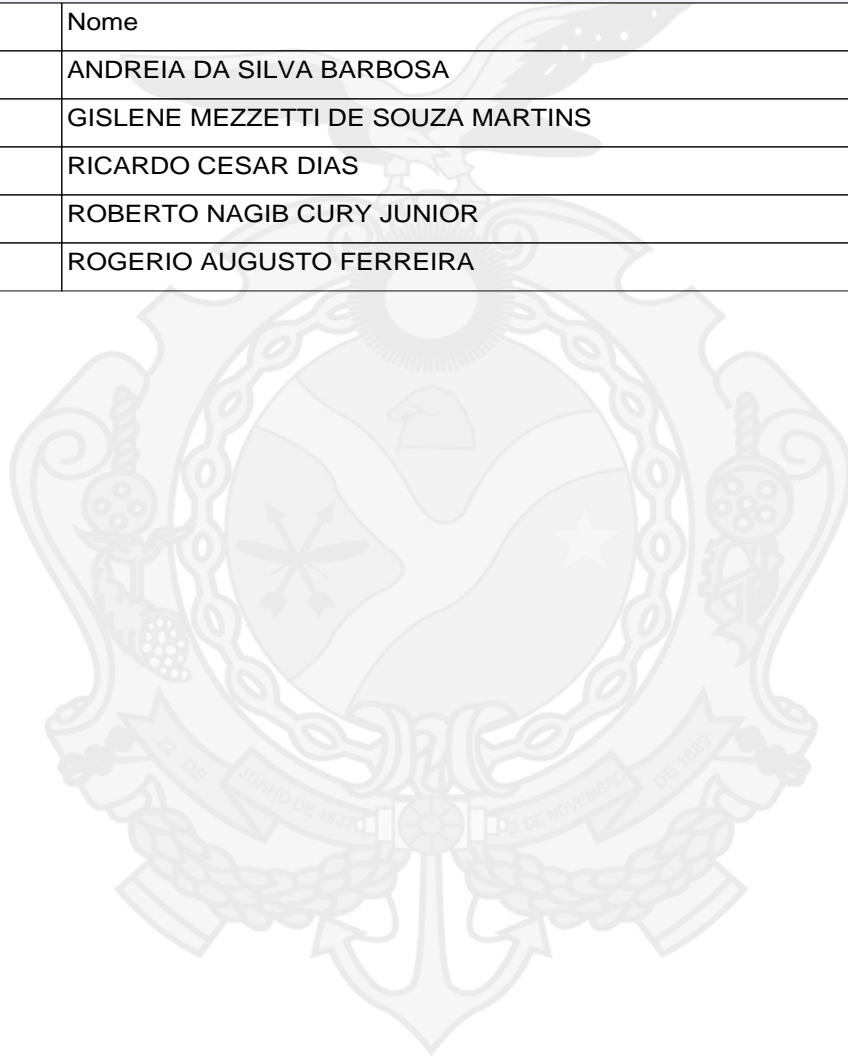 Nome
ANDREIA DA SILVA BARBOSA
GISLENE MEZZETTI DE SOUZA MARTINS
RICARDO CESAR DIAS
ROBERTO NAGIB CURY JUNIOR
ROGERIO AUGUSTO FERREIRA
22 DE JUNHO DE 1832
DE NOVEMBRO DE 1889